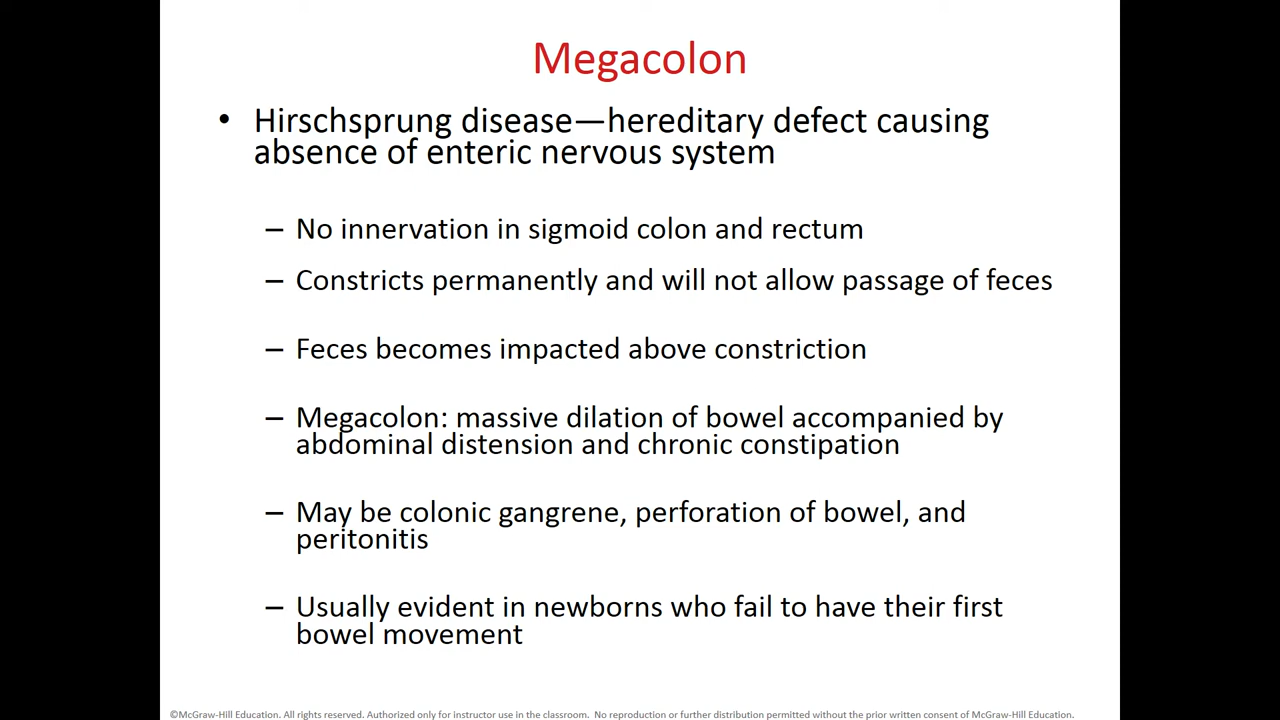 Megacolon
• Hirschsprung disease—hereditary defect causing
absence of enteric nervous system
– No innervation in sigmoid colon and rectum
– Constricts permanently and will not allow passage of feces
– Feces becomes impacted above constriction
– Megacolon: massive dilation of bowel accompanied by
abdominal distension and chronic constipation
– May be colonic gangrene, perforation of bowel, and
peritonitis
– Usually evident in newborns who fail to have their first
bowel movement
©McGraw-Hill Education. All rights reserved. Authorized only for instructor use in the classroom. No reproduction or further distribution permitted without the prior written consent of McGraw-Hill Education.